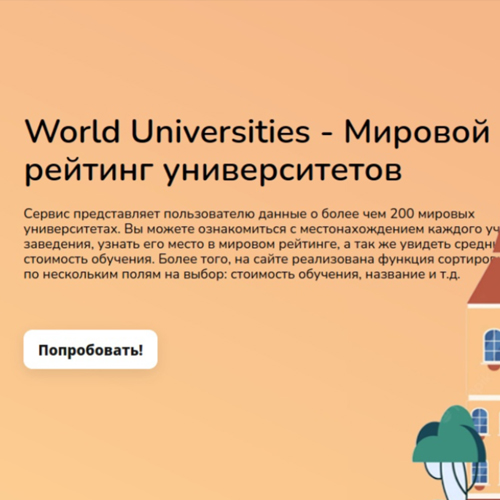 World Universities - Мировой
рейтинг университетов
Сервис представляет пользователю данные о более чем 200 мировых
университетах. Вы можете ознакомиться с местонахождением каждого
заведения, узнать его место в мировом рейтинге, а так же увидеть
стоимость обучения. Более того, на сайте реализована функция
по нескольким полям на выбор: стоимость обучения, название и т.д.
Попробовать!